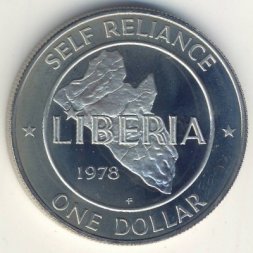 SELF RELIANCE
LIBERIA
1978
ONE DOLLAR